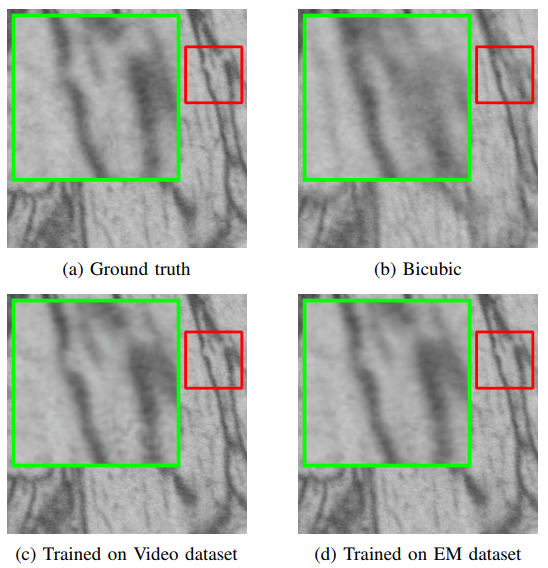 (a) Ground truth
(b) Bicubic
(c) Trained on Video dataset
(d) Trained on EM dataset